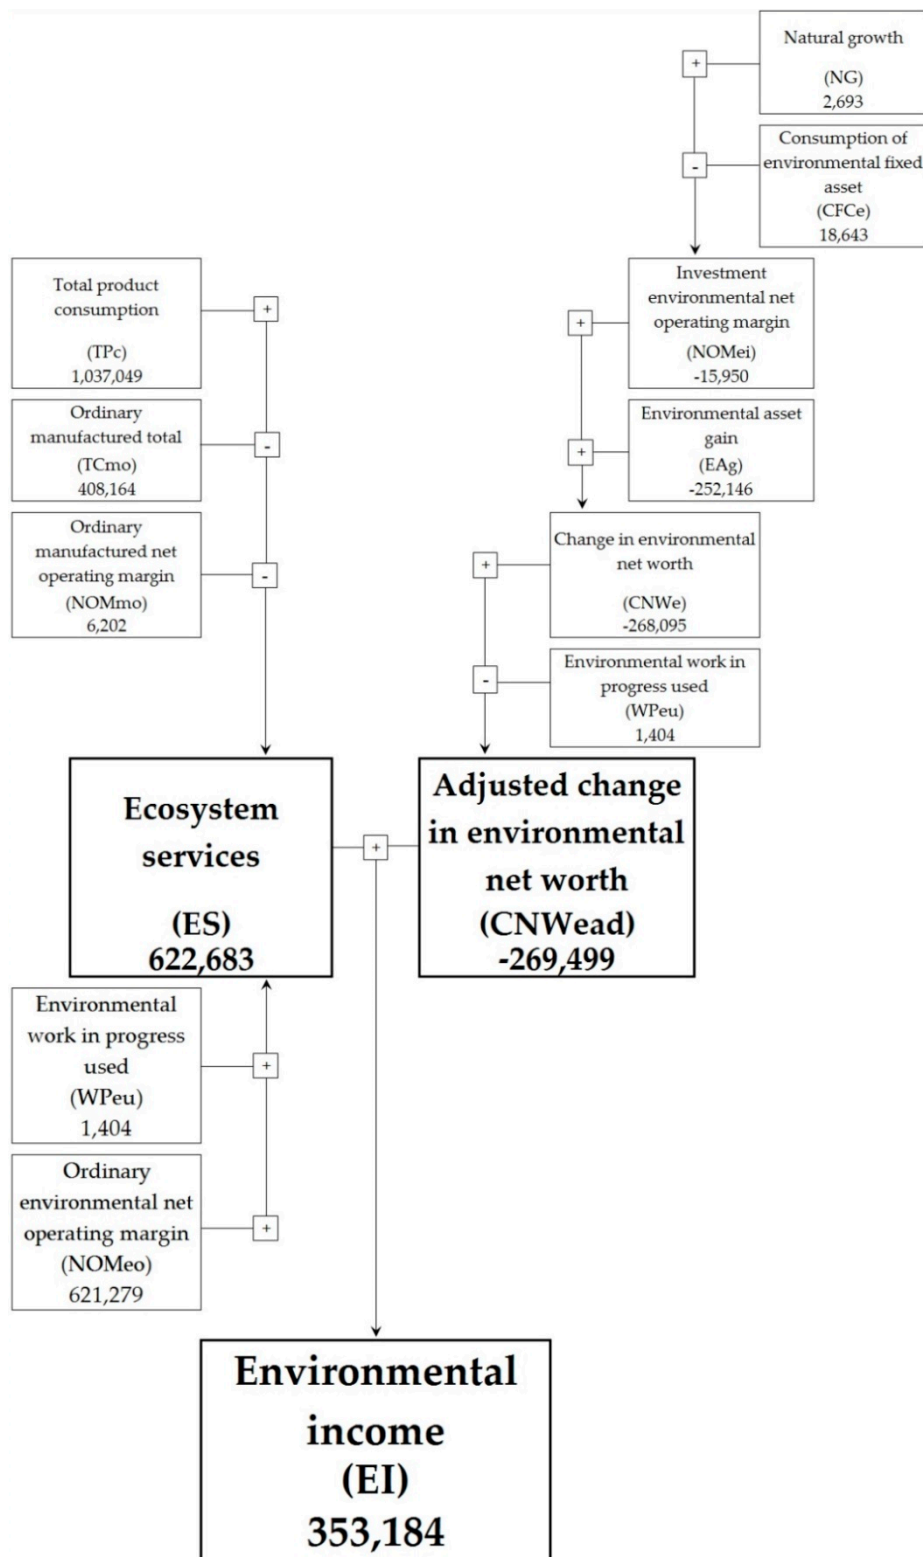 Natural growth
(NG)
2,693
+
Consumption of
environmental fixed
asset
(CFCe)
18,643
-
Investment
environmental net
operating margin
(NOMei)
-15,950
+
Environmental asset
gain
(EAg)
-252,146
+
Change in environmental
net worth
(CNWe)
-268,095
+
Environmental work in
progress used
(WPeu)
1,404
-
Total product
consumption
(TPc)
1,037,049
+
Ordinary
manufactured total
(TCmo)
408,164
-
Ordinary
manufactured net
operating margin
(NOMmo)
6,202
-
Ecosystem
services
(ES)
622,683
+
Adjusted change
in environmental
net worth
(CNWead)
-269,499
Environmental
work in progress
used
(WPeu)
1,404
+
Ordinary
environmental net
operating margin
(NOMeo)
621,279
+
Environmental
income
(EI)
353,184